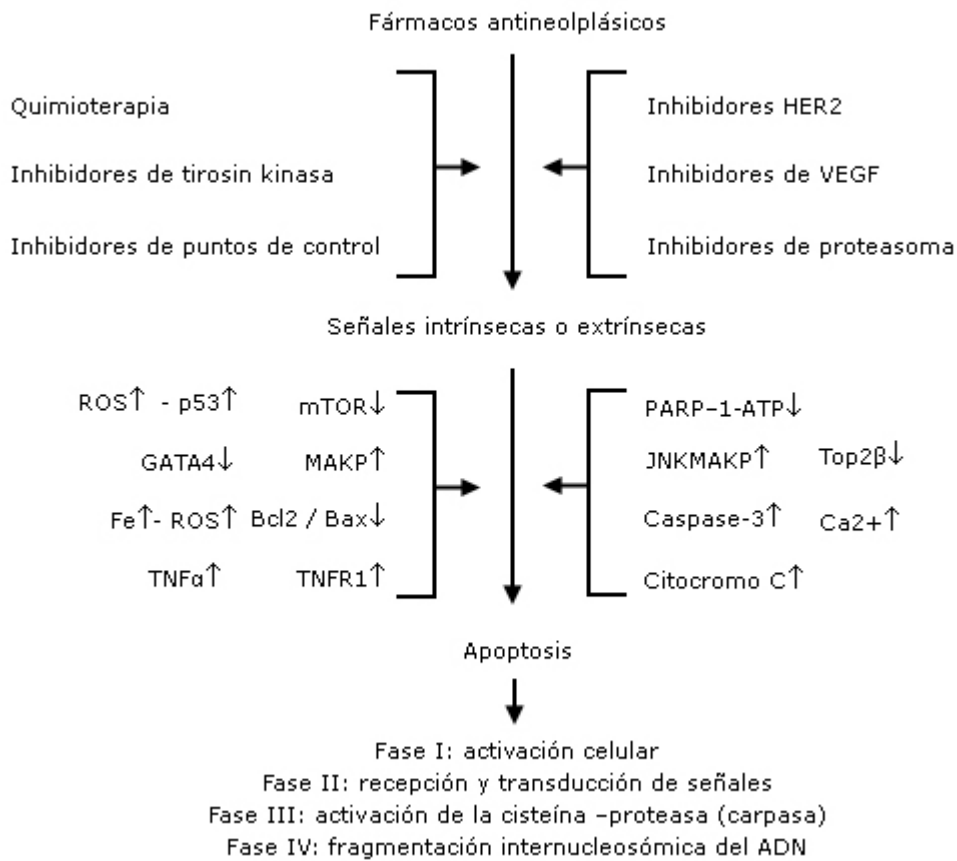 Fármacos antineolplásicos
Quimioterapia
Inhibidores HER2
Inhibidores de tirosin kinasa
Inhibidores de VEGF
Inhibidores de puntos de control
Inhibidores de proteasoma
Señales intrínsecas o extrínsecas
ROS↑ - p53↑ mTOR↓ PARP–1-ATP↓
GATA4↓ MAKP↑ JNKMAKP↑ Top2β↓
Fe↑- ROS↑ Bcl2 / Bax↓ Caspase-3↑ Ca2+↑
TNFα↑ TNFR1↑ Citocromo C↑
Apoptosis
Fase I: activación celular
Fase II: recepción y transducción de señales
Fase III: activación de la cisteína –proteasa (carpasa)
Fase IV: fragmentación internucleosómica del ADN